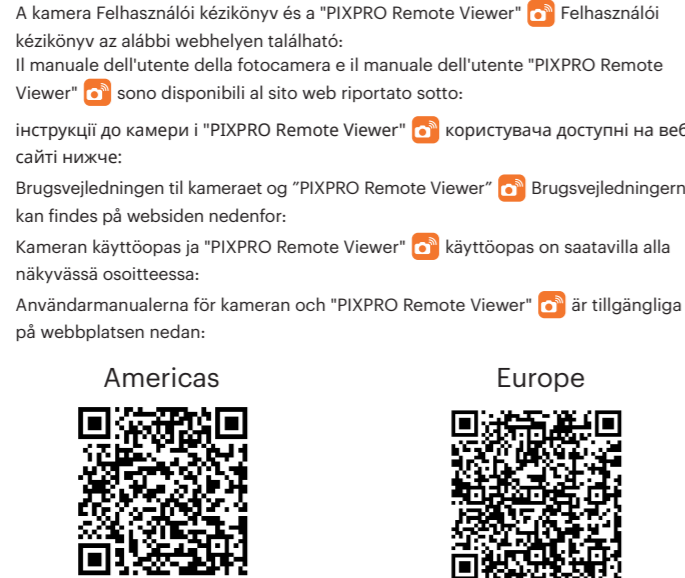 A kamera Felhasználói kézikönyv és a "PIXPRO Remote Viewer" Felhasználói
kézikönyv az alábbi webhelyen található:
Il manuale dell'utente della fotocamera e il manuale dell'utente "PIXPRO Remote
Viewer" sono disponibili al sito web riportato sotto:
інструкції до камери і "PIXPRO Remote Viewer" користувача доступні на веб
сайті нижче:
Brugsvejledningen til kameraet og ”PIXPRO Remote Viewer” Brugsvejledningern
kan findes på websiden nedenfor:
Kameran käyttöopas ja "PIXPRO Remote Viewer" käyttöopas on saatavilla alla
näkyvässä osoitteessa:
Användarmanualerna för kameran och "PIXPRO Remote Viewer" är tillgängliga
på webbplatsen nedan:
Americas
Europe